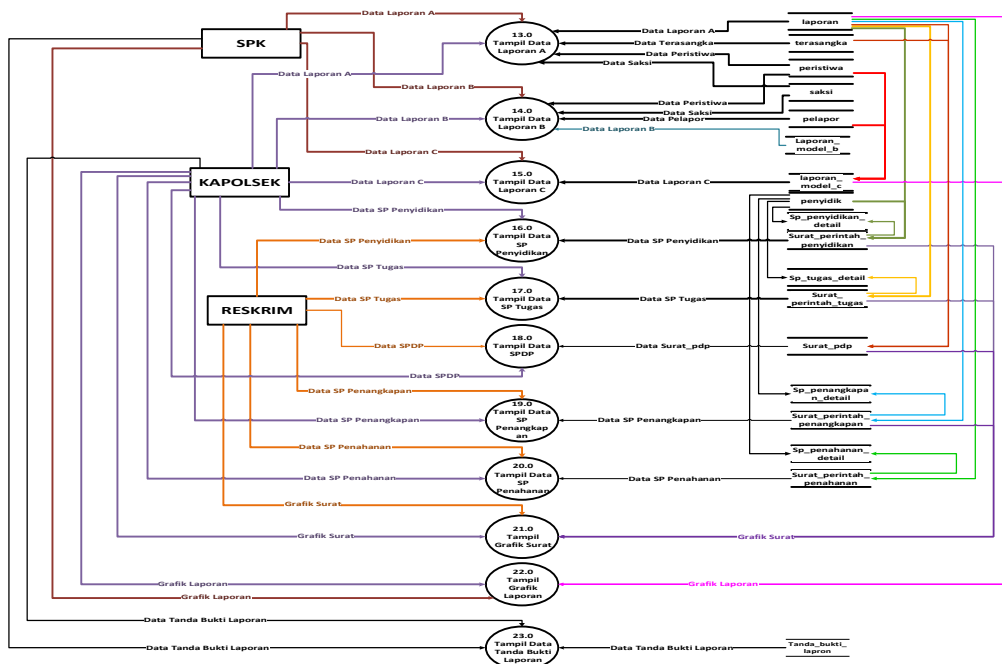 SPK
KAPOLSEK
RESKRIM
Data Laporan A
Data Laporan A
Data Laporan B
Data Laporan B
Data Laporan C
Data Laporan C
Data SP Penyidikan
Data SP Penyidikan
Data SP Tugas
Data SP Tugas
Data SPDP
Data SPDP
Data SP Penangkapan
Data SP Penangkapan
Data SP Penahanan
Data SP Penahanan
Grafik Surat
Grafik Surat
Grafik Laporan
Grafik Laporan
Data Tanda Bukti Laporan
Data Tanda Bukti Laporan
13.0
Tampil Data
Laporan A
14.0
Tampil Data
Laporan B
15.0
Tampil Data
Laporan C
16.0
Tampil Data
SP
Penyidikan
17.0
Tampil Data
SP Tugas
18.0
Tampil Data
SPDP
19.0
Tampil Data
SP
Penangkap
an
20.0
Tampil Data
SP
Penahanan
21.0
Tampil
Grafik Surat
22.0
Tampil
Grafik
Laporan
23.0
Tampil Data
Tanda Bukti
Laporan
Data Laporan A
Data Terasangka
Data Peristiwa
Data Saksi
Data Peristiwa
Data Saksi
Data Pelapor
Data Laporan B
Data Laporan C
Data SP Penyidikan
Data SP Tugas
Data Surat_pdp
Data SP Penangkapan
Data SP Penahanan
Grafik Surat
Grafik Laporan
Data Tanda Bukti Laporan
laporan
terasangka
peristiwa
saksi
pelapor
Laporan_
model_b
laporan_
model_c
penyidik
Sp_penyidikan_
detail
Surat_perintah_
penyidikan
Sp_tugas_detail
Surat_
perintah_tugas
Surat_pdp
Sp_penangkapa
n_detail
Surat_perintah_
penangkapan
Sp_penahanan_
detail
Surat_perintah_
penahanan
Tanda_bukti_
lapron